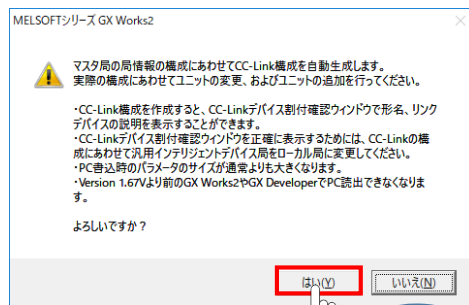 MELSOFTシリーズ GX Works2
マスタ局の局情報の構成にあわせてCC-Link構成を自動生成します。
実際の構成にあわせてユニットの変更、およびユニットの追加を行ってください。
・CC-Link構成を作成すると、CC-Linkデバイス割付確認ウィンドウで形名、リンク
デバイスの説明を表示することができます。
・CC-Linkデバイス割付確認ウィンドウを正確に表示するためには、CC-Linkの構
成にあわせて汎用インテリジェントデバイス局をローカル局に変更してください。
・PC書込時のパラメータのサイズが通常よりも大きくなります。
・Version 1.67Vより前のGX Works2やGX DeveloperでPC読出できなくなりま
す。
よろしいですか？
はい(Y)
いいえ(N)